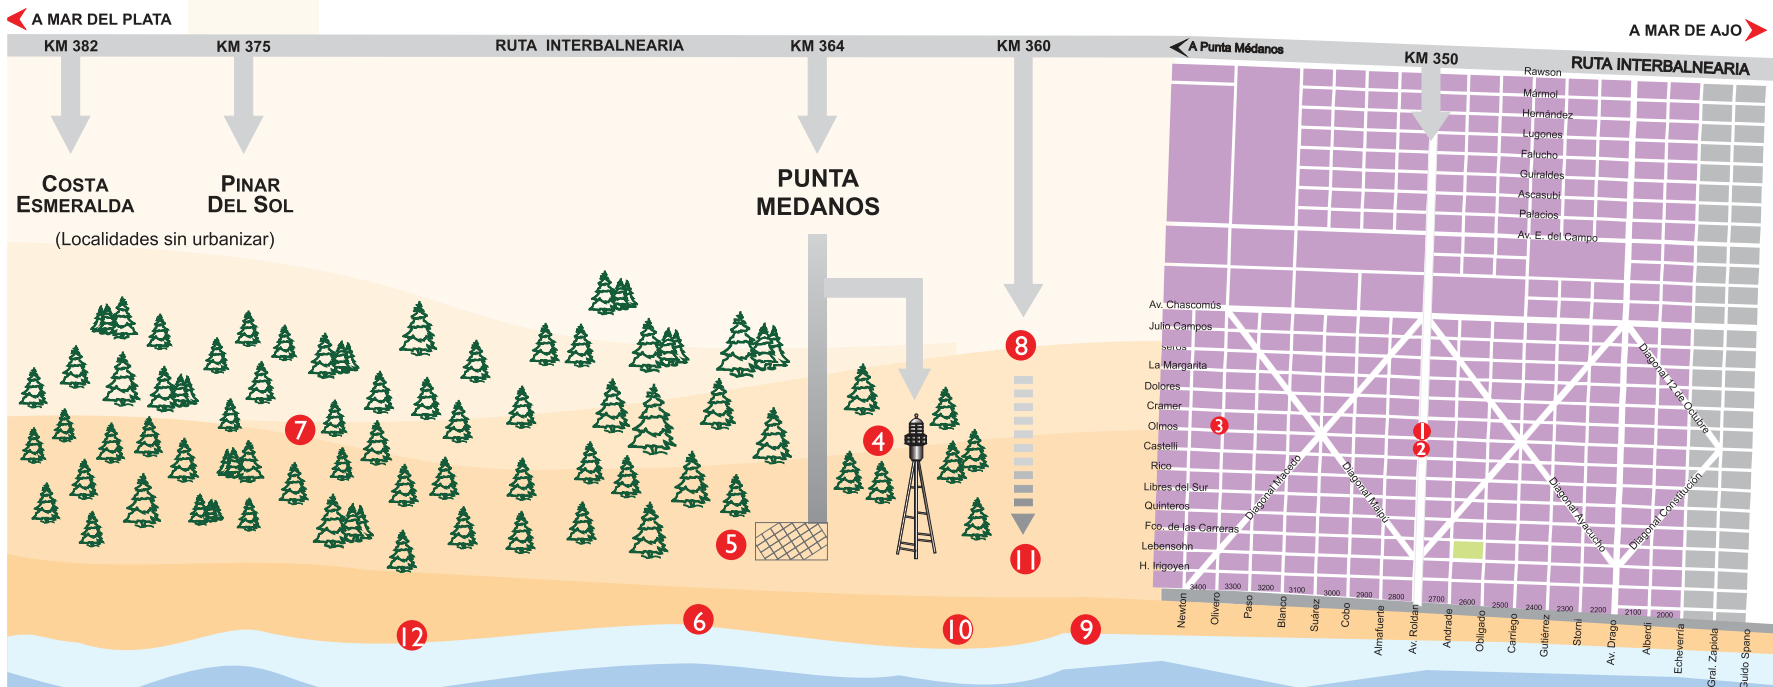 A MAR DEL PLATA
A MAR DE AJO
KM 382
KM 375
RUTA INTERBALNEARIA
KM 364
KM 360
A Punta Médanos
KM 350
RUTA INTERBALNEARIA
COSTA
ESMERALDA
PINAR
DEL SOL
(Localidades sin urbanizar)
PUNTA
MEDANOS
Rawson
Mármol
Hernández
Lugones
Falucho
Guiraldes
Ascasubi
Palacios
Av. E. del Campo
Av. Chascomús
Julio Campos
La Margarita
Dolores
Cramer
Olmos
Castelli
Rico
Libres del Sur
Quinteros
Fco. de las Carreras
Lebensohn
H. Irigoyen
Diagonal Macedo
Diagonal Maipú
Diagonal Ayacucho
Diagonal 12 de Octubre
Diagonal Constitución
8
7
4
3
1
2
5
11
12
6
10
9
3400
3300
3200
3100
3000
2900
2800
2700
2600
2500
2400
2300
2200
2100
2000
Newton
Olivero
Paso
Blanco
Suárez
Cobo
Almafuerte
Av. Roldan
Andrade
Obligado
Carriego
Gutiérrez
Storni
Av. Drago
Alberdi
Echeverría
Gral. Zapiola
Guido Spano